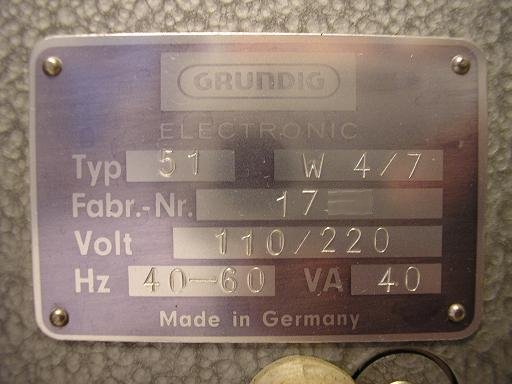 GRUNDIG
ELECTRONIC
Typ 51 W 4/7
Fabr.-Nr. 17
Volt 110/220
Hz 40-60 VA 40
Made in Germany